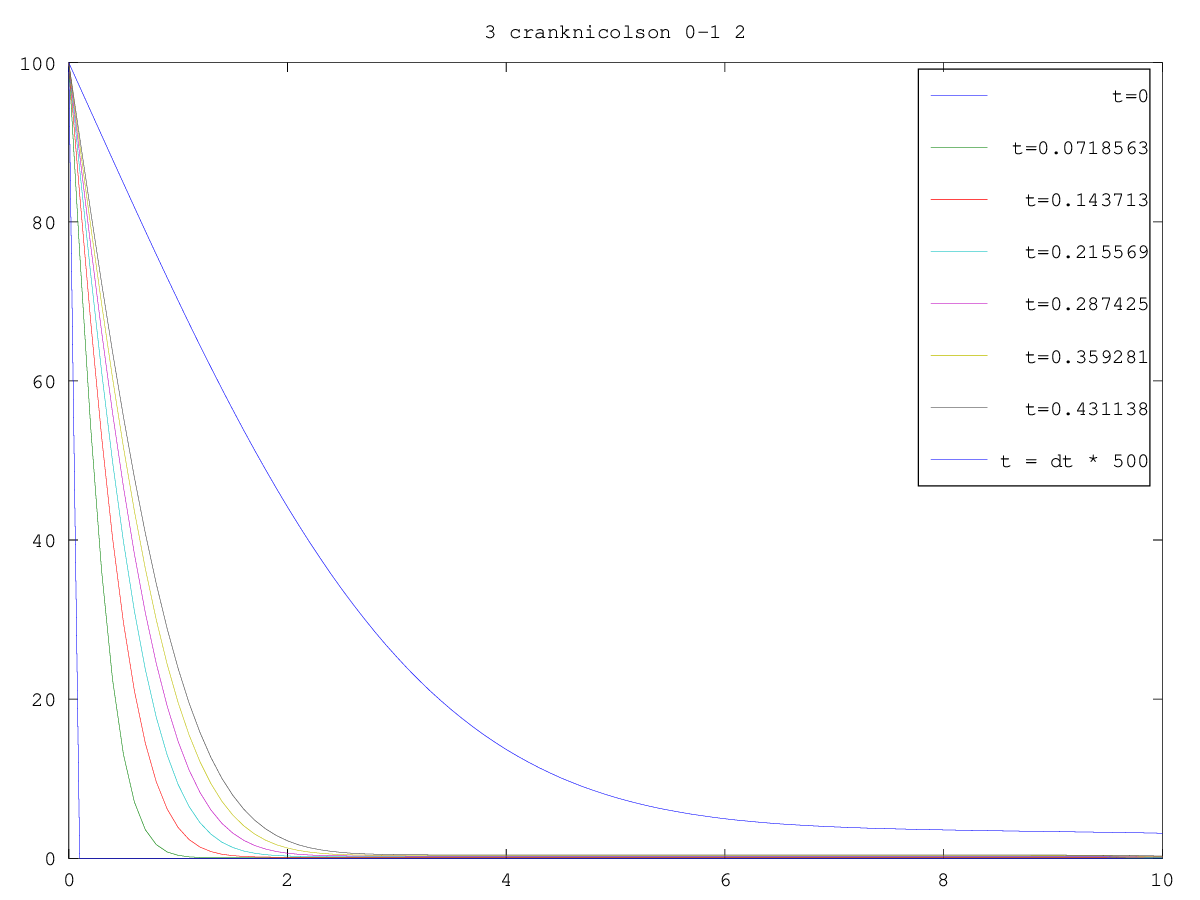 3 cranknicolson 0-1 2
100
80
60
40
20
0
0 2 4 6 8 10
t=0
t=0.0718563
t=0.143713
t=0.215569
t=0.287425
t=0.359281
t=0.431138
t = dt * 500